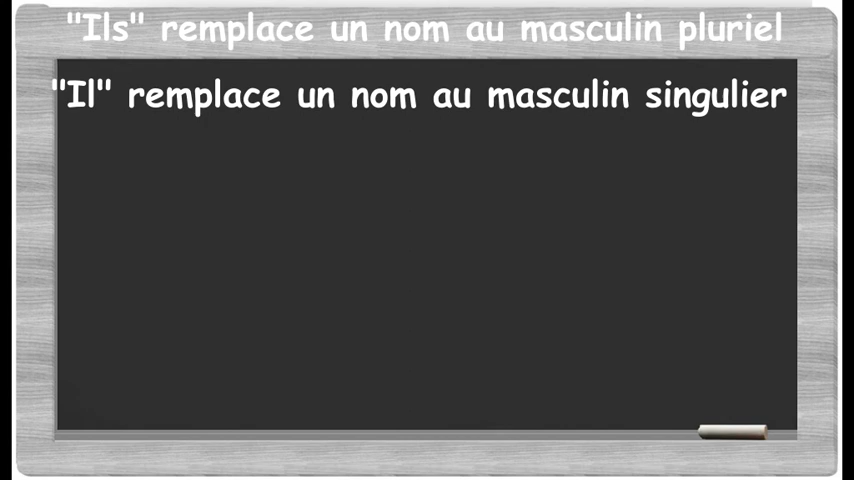 "Ils" remplace un nom au masculin pluriel
"Il" remplace un nom au masculin singulier